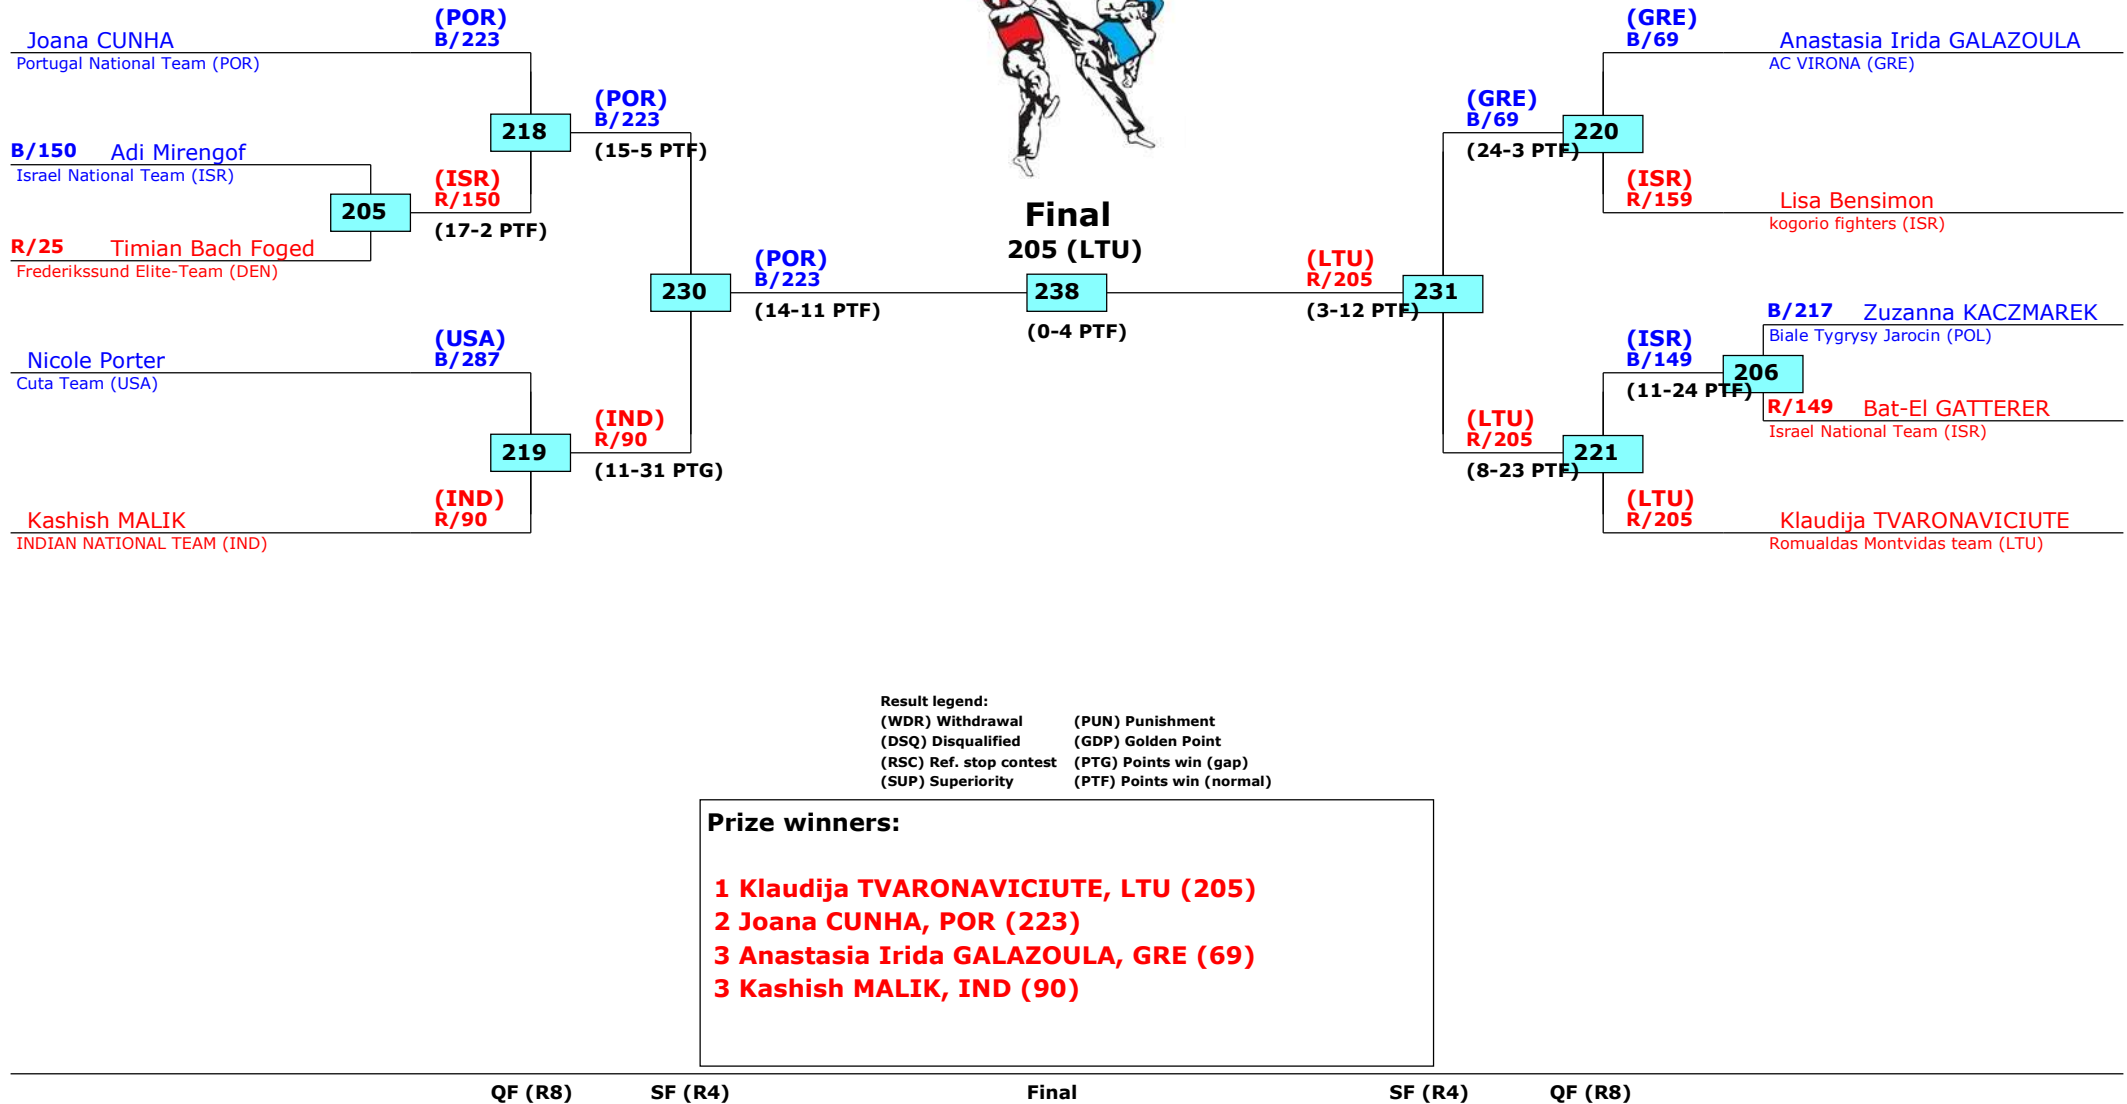 (POR)
B/223
Joana CUNHA
Portugal National Team (POR)
(POR)
B/223
218
(15-5 PTF)
B/150 Adi Mirengof
Israel National Team (ISR)
(ISR)
R/150
205
(17-2 PTF)
R/25 Timian Bach Foged
Frederikssund Elite-Team (DEN)
(POR)
B/223
230
(14-11 PTF)
(USA)
B/287
Nicole Porter
Cuta Team (USA)
(IND)
R/90
219
(11-31 PTG)
(IND)
R/90
Kashish MALIK
INDIAN NATIONAL TEAM (IND)
Final
205 (LTU)
238
(0-4 PTF)
(GRE)
B/69
Anastasia Irida GALAZOULA
AC VIRONA (GRE)
(GRE)
B/69
220
(24-3 PTF)
(ISR)
R/159
Lisa Bensimon
kogorio fighters (ISR)
(LTU)
R/205
231
(3-12 PTF)
B/217 Zuzanna KACZMAREK
Biale Tygrysy Jarocin (POL)
(ISR)
B/149
206
(11-24 PTF)
R/149 Bat-El GATTERER
Israel National Team (ISR)
(LTU)
R/205
221
(8-23 PTF)
(LTU)
R/205
Klaudija TVARONAVICIUTE
Romualdas Montvidas team (LTU)
Result legend:
(WDR) Withdrawal (PUN) Punishment
(DSQ) Disqualified (GDP) Golden Point
(RSC) Ref. stop contest (PTG) Points win (gap)
(SUP) Superiority (PTF) Points win (normal)
Prize winners:
1 Klaudija TVARONAVICIUTE, LTU (205)
2 Joana CUNHA, POR (223)
3 Anastasia Irida GALAZOULA, GRE (69)
3 Kashish MALIK, IND (90)
QF (R8) SF (R4) Final SF (R4) QF (R8)